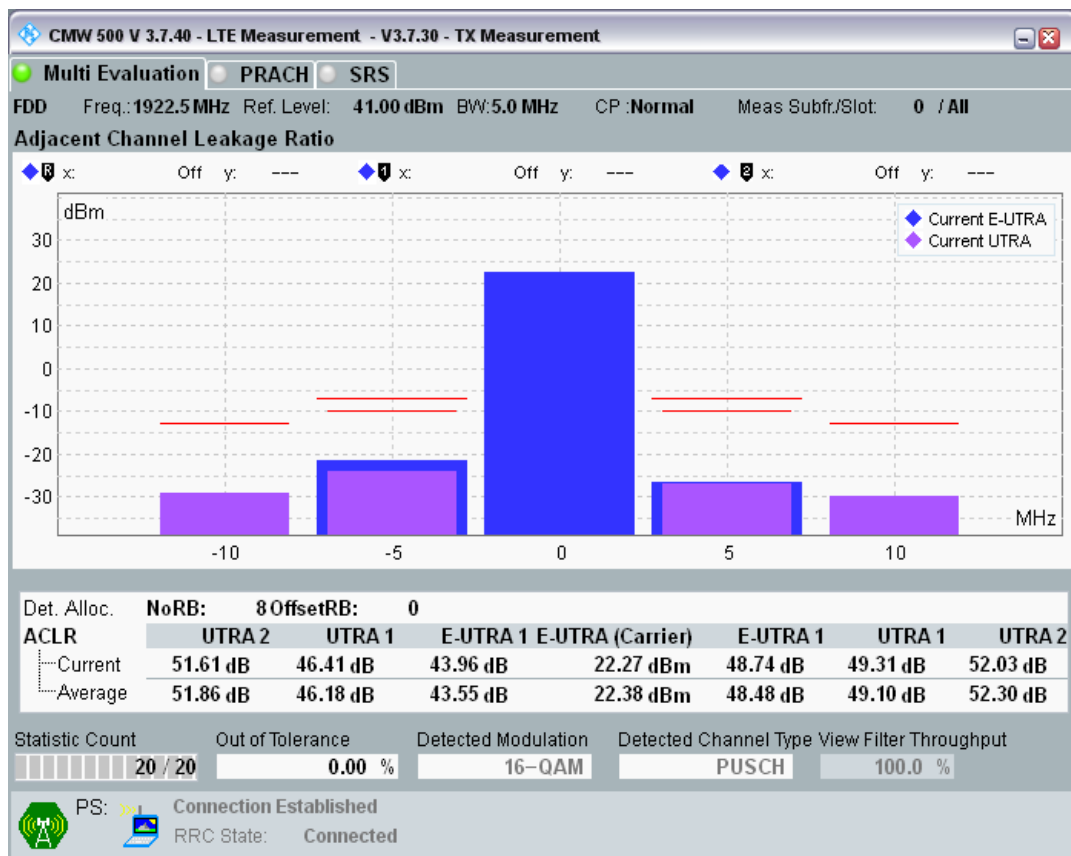 CMW 500 V 3.7.40 - LTE Measurement - V3.7.30 - TX Measurement
Multi Evaluation PRACH SRS
FDD Freq.:1922.5 MHz Ref. Level: 41.00 dBm BW:5.0 MHz CP :Normal Meas Subfr./Slot: 0 / All
Adjacent Channel Leakage Ratio
R x: Off y: --- 1 x: Off y: --- 2 x: Off y: ---
dBm
Current E-UTRA
Current UTRA
30
20
10
0
-10
-20
-30
MHz
-10 -5 0 5 10
Det. Alloc. NoRB: 8 OffsetRB: 0
ACLR UTRA 2 UTRA 1 E-UTRA 1 E-UTRA (Carrier) E-UTRA 1 UTRA 1 UTRA 2
Current 51.61 dB 46.41 dB 43.96 dB 22.27 dBm 48.74 dB 49.31 dB 52.03 dB
Average 51.86 dB 46.18 dB 43.55 dB 22.38 dBm 48.48 dB 49.10 dB 52.30 dB
Statistic Count Out of Tolerance Detected Modulation Detected Channel Type View Filter Throughput
20 / 20 0.00 % 16-QAM PUSCH 100.0 %
PS: Connection Established
RRC State: Connected